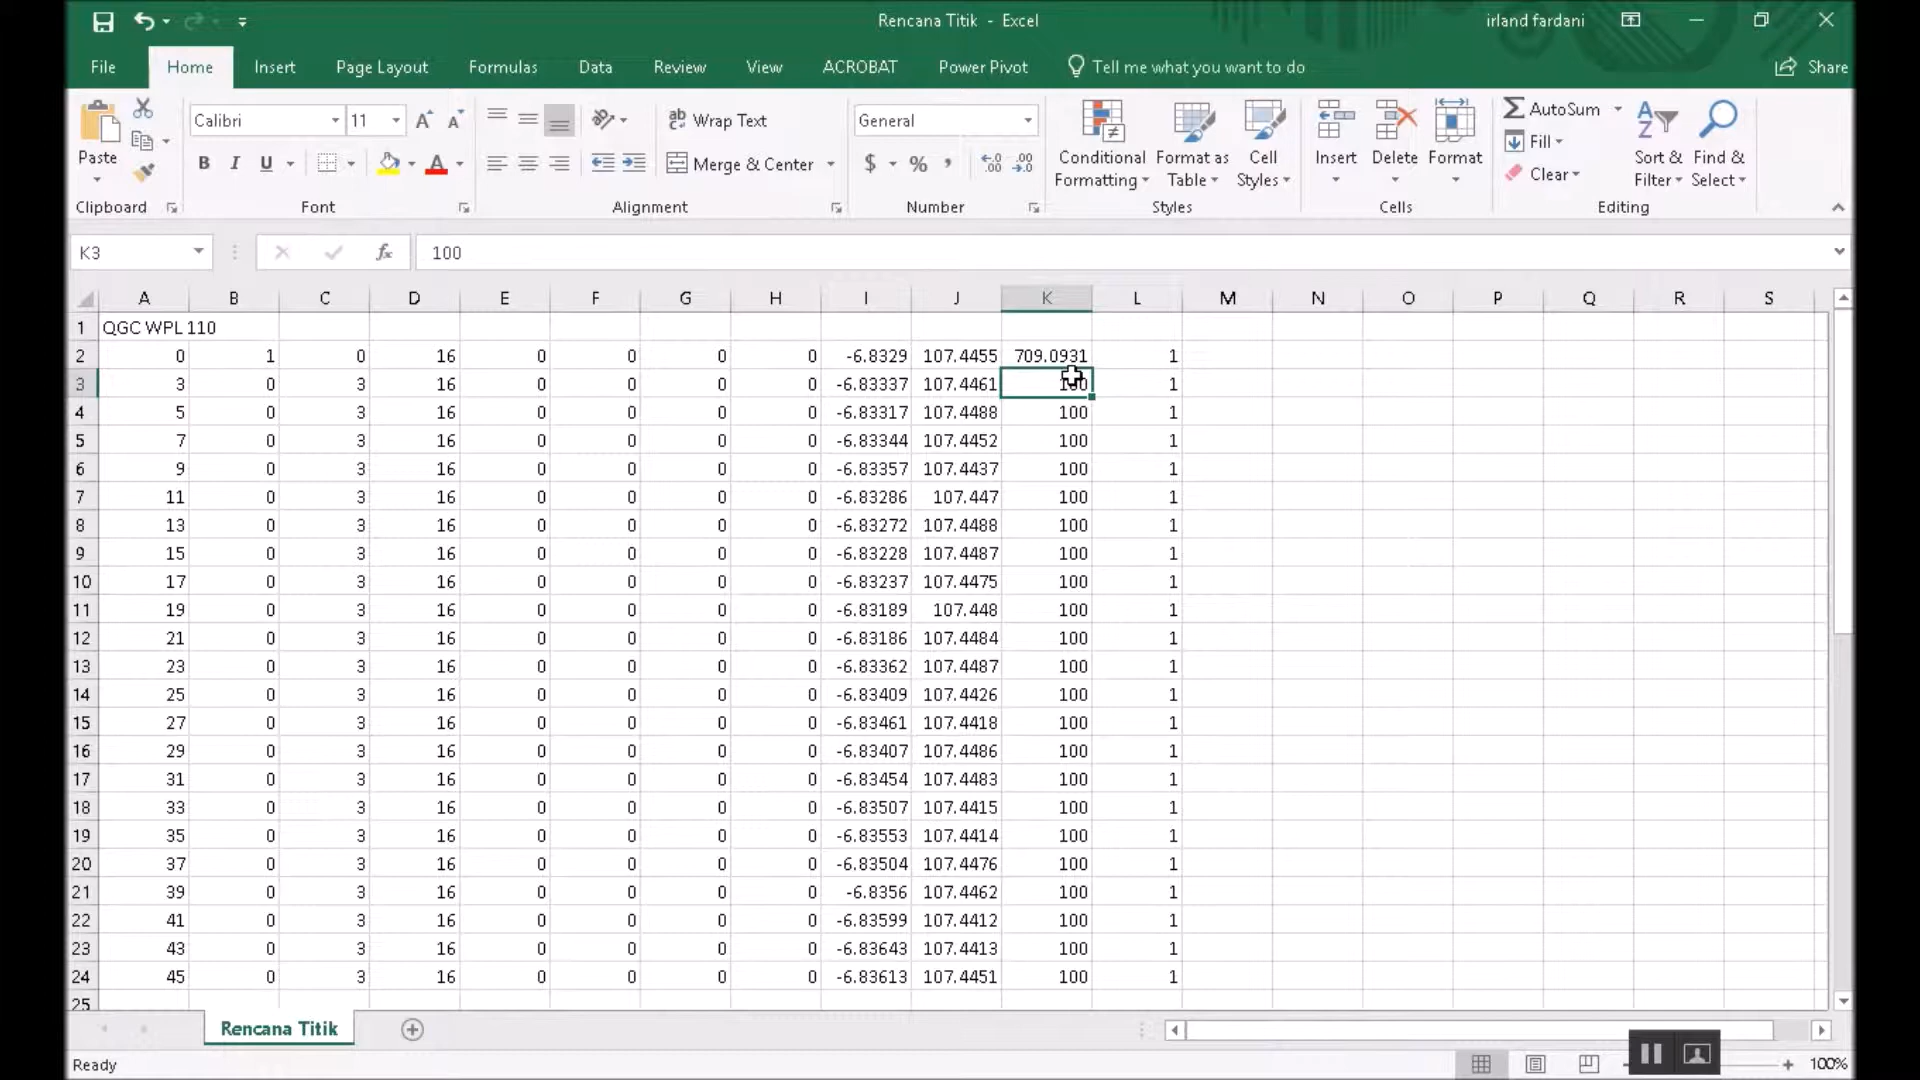 Rencana Titik - Excel
irland fardani
File Home Insert Page Layout Formulas Data Review View ACROBAT Power Pivot Tell me what you want to do Share
Calibri 11 Wrap Text General AutoSum
Paste Conditional Format as Cell Insert Delete Format Fill Sort & Find &
B I U A Merge & Center $ % Formatting Table Styles Clear Filter Select
Clipboard Font Alignment Number Styles Cells Editing
K3 fx 100
A B C D E F G H I J K L M N O P Q R S
1 QGC WPL 110
2 0 1 0 16 0 0 0 0 -6.8329 107.4455 709.0931 1
3 3 0 3 16 0 0 0 0 -6.83337 107.4461 100 1
4 5 0 3 16 0 0 0 0 -6.83317 107.4488 100 1
5 7 0 3 16 0 0 0 0 -6.83344 107.4452 100 1
6 9 0 3 16 0 0 0 0 -6.83357 107.4437 100 1
7 11 0 3 16 0 0 0 0 -6.83286 107.447 100 1
8 13 0 3 16 0 0 0 0 -6.83272 107.4488 100 1
9 15 0 3 16 0 0 0 0 -6.83228 107.4487 100 1
10 17 0 3 16 0 0 0 0 -6.83237 107.4475 100 1
11 19 0 3 16 0 0 0 0 -6.83189 107.448 100 1
12 21 0 3 16 0 0 0 0 -6.83186 107.4484 100 1
13 23 0 3 16 0 0 0 0 -6.83362 107.4487 100 1
14 25 0 3 16 0 0 0 0 -6.83409 107.4426 100 1
15 27 0 3 16 0 0 0 0 -6.83461 107.4418 100 1
16 29 0 3 16 0 0 0 0 -6.83407 107.4486 100 1
17 31 0 3 16 0 0 0 0 -6.83454 107.4483 100 1
18 33 0 3 16 0 0 0 0 -6.83507 107.4415 100 1
19 35 0 3 16 0 0 0 0 -6.83553 107.4414 100 1
20 37 0 3 16 0 0 0 0 -6.83504 107.4476 100 1
21 39 0 3 16 0 0 0 0 -6.8356 107.4462 100 1
22 41 0 3 16 0 0 0 0 -6.83599 107.4412 100 1
23 43 0 3 16 0 0 0 0 -6.83643 107.4413 100 1
24 45 0 3 16 0 0 0 0 -6.83613 107.4451 100 1
25
Rencana Titik
Ready 100%